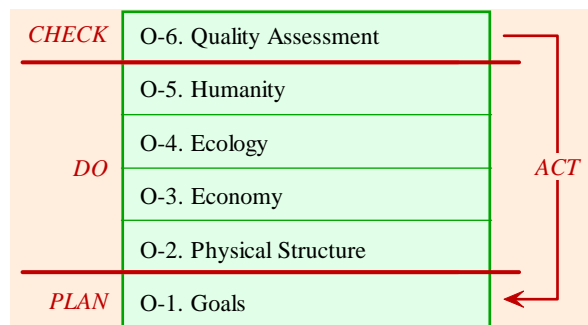 CHECK
O-6. Quality Assessment
O-5. Humanity
DO
O-4. Ecology
ACT
O-3. Economy
O-2. Physical Structure
PLAN
O-1. Goals